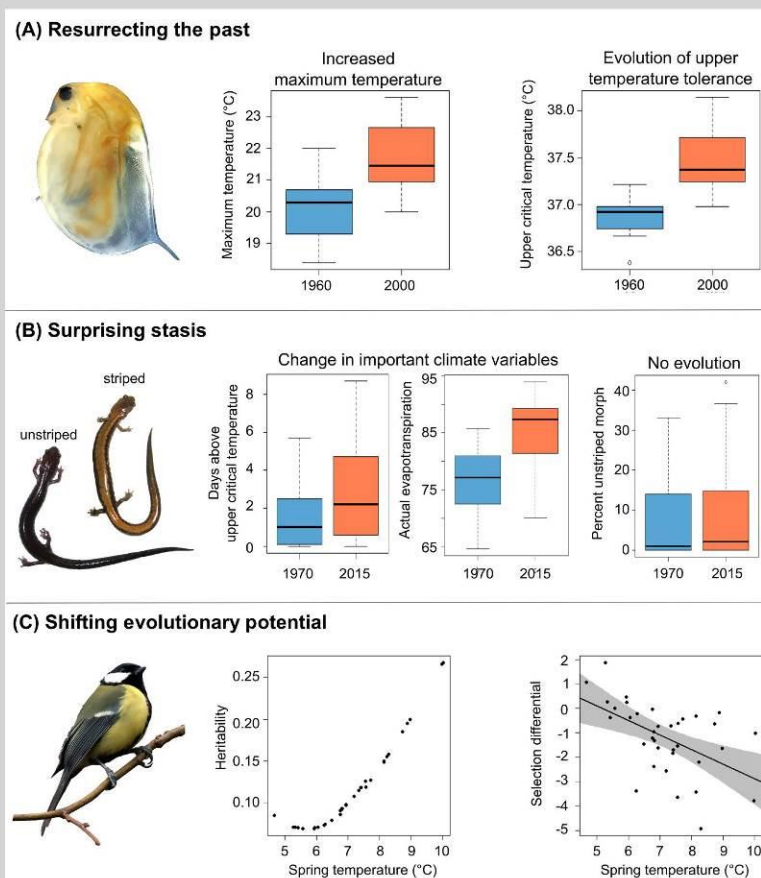 (A) Resurrecting the past
Increased
maximum temperature
Maximum temperature (°C)
23
22
21
20
19
1960
2000
Evolution of upper
temperature tolerance
Upper critical temperature (°C)
38.0
37.5
37.0
36.5
1960
2000
(B) Surprising stasis
striped
unstriped
Change in important climate variables
Days above
upper critical temperature
8
6
4
2
0
1970
2015
Actual evapotranspiration
95
85
75
65
1970
2015
No evolution
Percent unstriped morph
40
30
20
10
0
1970
2015
(C) Shifting evolutionary potential
Heritability
0.25
0.20
0.15
0.10
5 6 7 8 9 10
Spring temperature (°C)
Selection differential
2
1
0
-1
-2
-3
-4
-5
5 6 7 8 9 10
Spring temperature (°C)